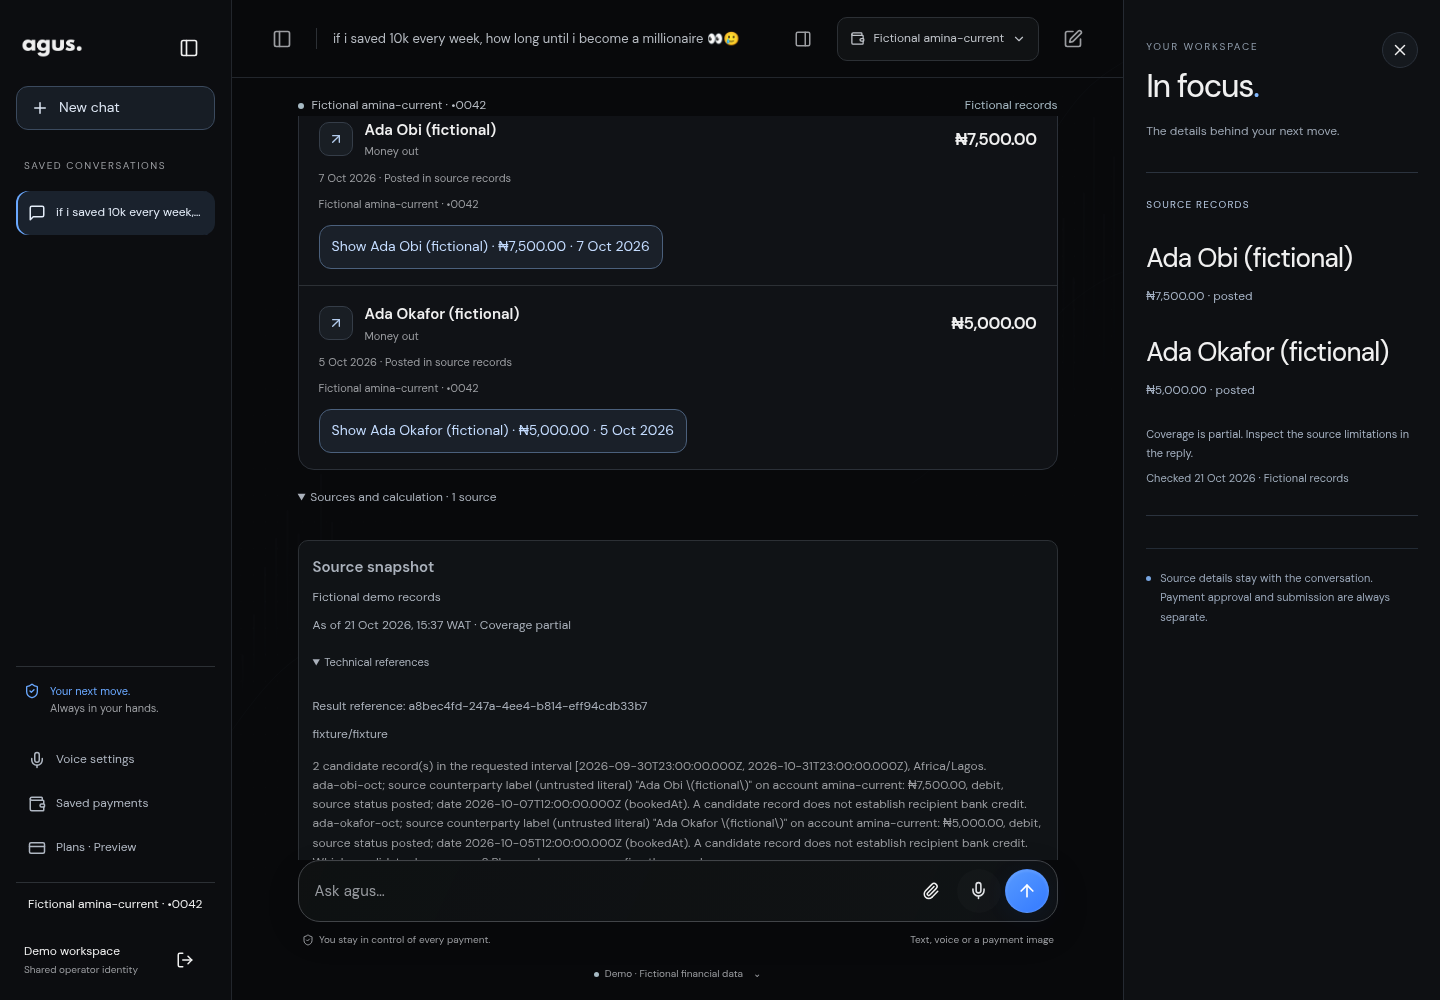 agus.
New chat
SAVED CONVERSATIONS
if i saved 10k every week,...
Your next move.
Always in your hands.
Voice settings
Saved payments
Plans · Preview
Fictional amina-current · •0042
Demo workspace
Shared operator identity
if i saved 10k every week, how long until i become a millionaire 👀🥲
Fictional amina-current
Fictional amina-current · •0042
Fictional records
Ada Obi (fictional)
Money out
₦7,500.00
7 Oct 2026 · Posted in source records
Fictional amina-current · •0042
Show Ada Obi (fictional) · ₦7,500.00 · 7 Oct 2026
Ada Okafor (fictional)
Money out
₦5,000.00
5 Oct 2026 · Posted in source records
Fictional amina-current · •0042
Show Ada Okafor (fictional) · ₦5,000.00 · 5 Oct 2026
Sources and calculation · 1 source
Source snapshot
Fictional demo records
As of 21 Oct 2026, 15:37 WAT · Coverage partial
Technical references
Result reference: a8bec4fd-247a-4ee4-b814-eff94cdb33b7
fixture/fixture
2 candidate record(s) in the requested interval [2026-09-30T23:00:00.000Z, 2026-10-31T23:00:00.000Z), Africa/Lagos.
ada-obi-oct; source counterparty label (untrusted literal) "Ada Obi \(fictional\)" on account amina-current: ₦7,500.00, debit,
source status posted; date 2026-10-07T12:00:00.000Z (bookedAt). A candidate record does not establish recipient bank credit.
ada-okafor-oct; source counterparty label (untrusted literal) "Ada Okafor \(fictional\)" on account amina-current: ₦5,000.00, debit,
source status posted; date 2026-10-05T12:00:00.000Z (bookedAt). A candidate record does not establish recipient bank credit.
Ask agus...
You stay in control of every payment.
Text, voice or a payment image
Demo · Fictional financial data
YOUR WORKSPACE
In focus.
The details behind your next move.
SOURCE RECORDS
Ada Obi (fictional)
₦7,500.00 · posted
Ada Okafor (fictional)
₦5,000.00 · posted
Coverage is partial. Inspect the source limitations in
the reply.
Checked 21 Oct 2026 · Fictional records
Source details stay with the conversation.
Payment approval and submission are always
separate.